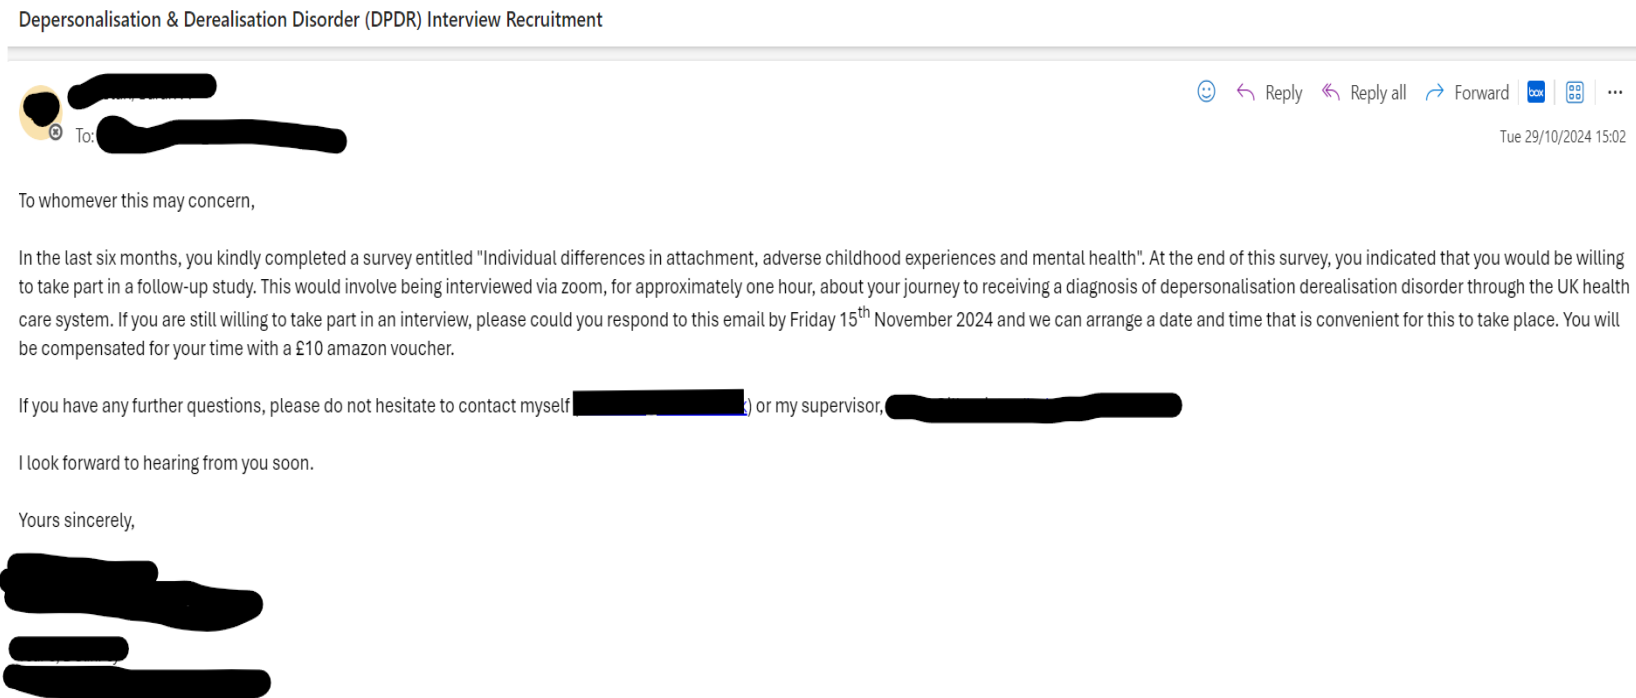 Depersonalisation & Derealisation Disorder (DPDR) Interview Recruitment
Reply
Reply all
Forward
box
To:
Tue 29/10/2024 15:02
To whomever this may concern,
In the last six months, you kindly completed a survey entitled "Individual differences in attachment, adverse childhood experiences and mental health". At the end of this survey, you indicated that you would be willing
to take part in a follow-up study. This would involve being interviewed via zoom, for approximately one hour, about your journey to receiving a diagnosis of depersonalisation derealisation disorder through the UK health
care system. If you are still willing to take part in an interview, please could you respond to this email by Friday 15th November 2024 and we can arrange a date and time that is convenient for this to take place. You will
be compensated for your time with a £10 amazon voucher.
If you have any further questions, please do not hesitate to contact myself ) or my supervisor,
I look forward to hearing from you soon.
Yours sincerely,